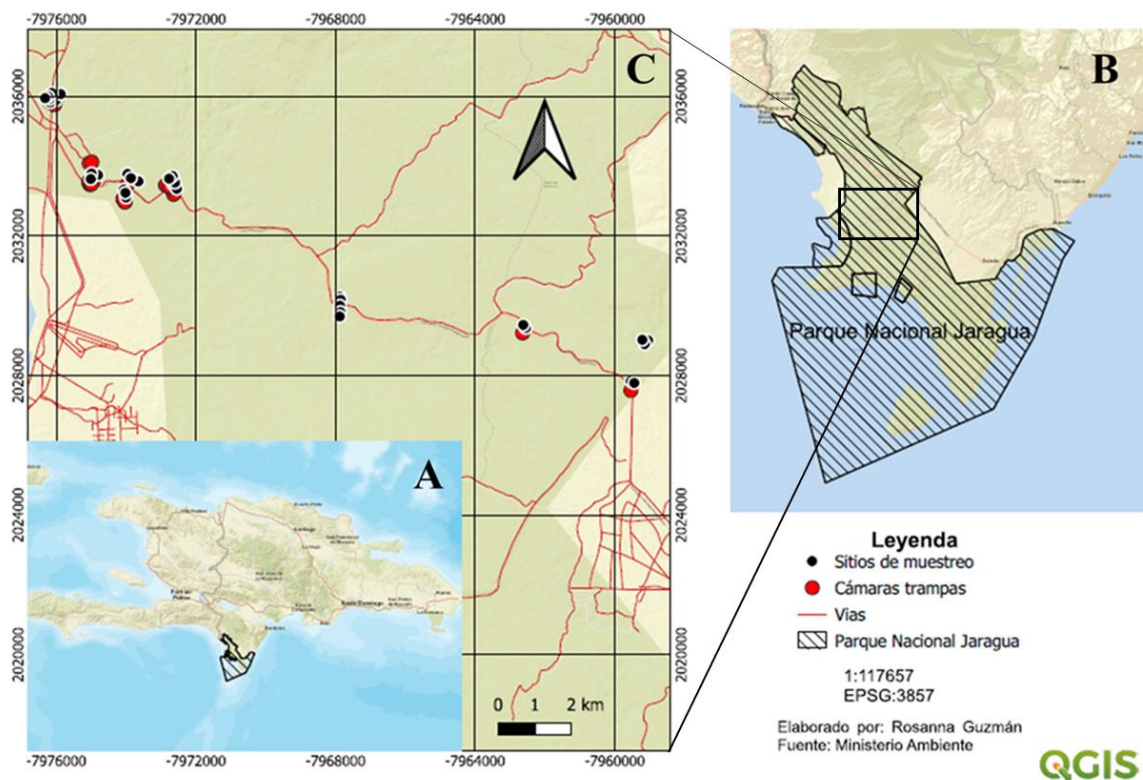 -7976000 -7972000 -7968000 -7964000 -7960000
C
B
2036000 2036000
2032000 2032000
2028000 2028000
2024000 2024000
2020000 2020000
Parque Nacional Jaragua
A
Santo Domingo
0 1 2 km
-7976000 -7972000 -7968000 -7964000 -7960000
Leyenda
Sitios de muestreo
Cámaras trampas
Vías
Parque Nacional Jaragua
1:117657
EPSG:3857
Elaborado por: Rosanna Guzmán
Fuente: Ministerio Ambiente
QGIS